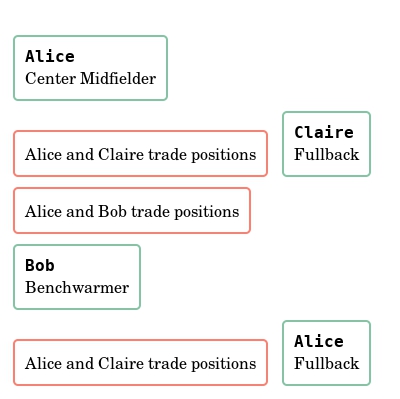 Alice
Center Midfielder
Alice and Claire trade positions
Claire
Fullback
Alice and Bob trade positions
Bob
Benchwarmer
Alice and Claire trade positions
Alice
Fullback